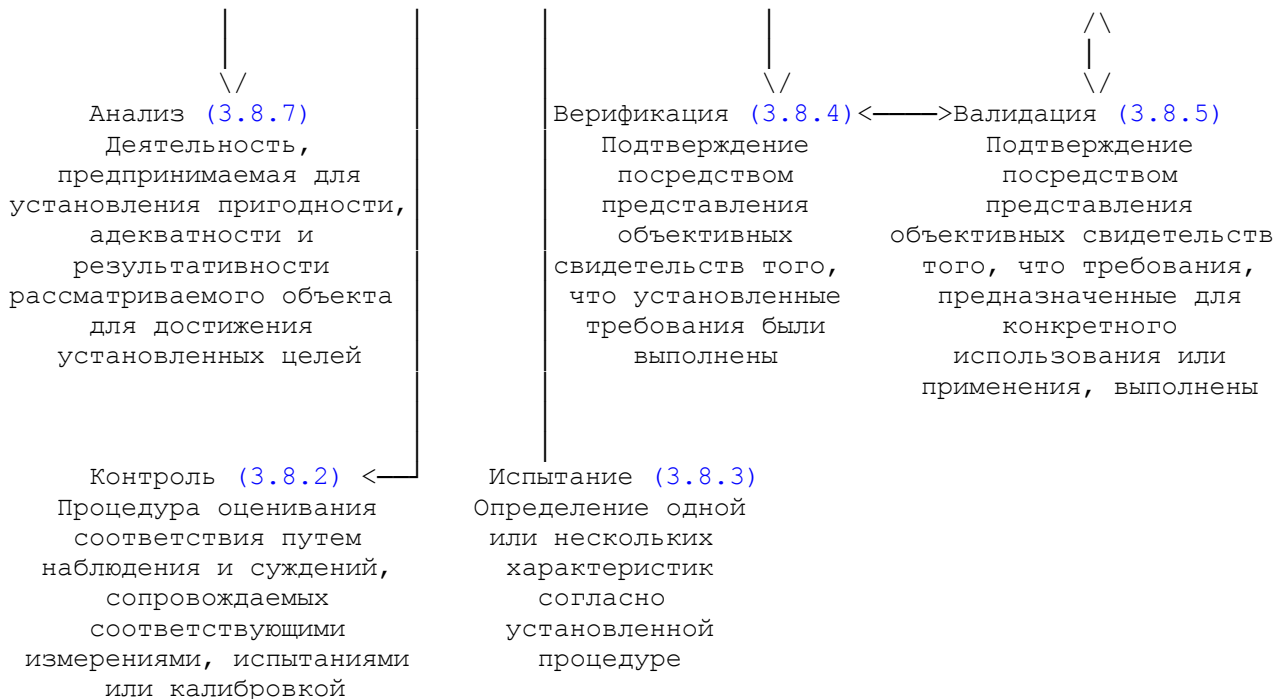 Анализ (3.8.7)
Деятельность,
предпринимаемая для
установления пригодности,
адекватности и
результативности
рассматриваемого объекта
для достижения
установленных целей
Верификация (3.8.4)
Подтверждение
посредством
представления
объективных
свидетельств того,
что установленные
требования были
выполнены
Валидация (3.8.5)
Подтверждение
посредством
представления
объективных свидетельств
того, что требования,
предназначенные для
конкретного
использования или
применения, выполнены
Контроль (3.8.2)
Процедура оценивания
соответствия путем
наблюдения и суждений,
сопровождаемых
соответствующими
измерениями, испытаниями
или калибровкой
Испытание (3.8.3)
Определение одной
или нескольких
характеристик
согласно
установленной
процедуре